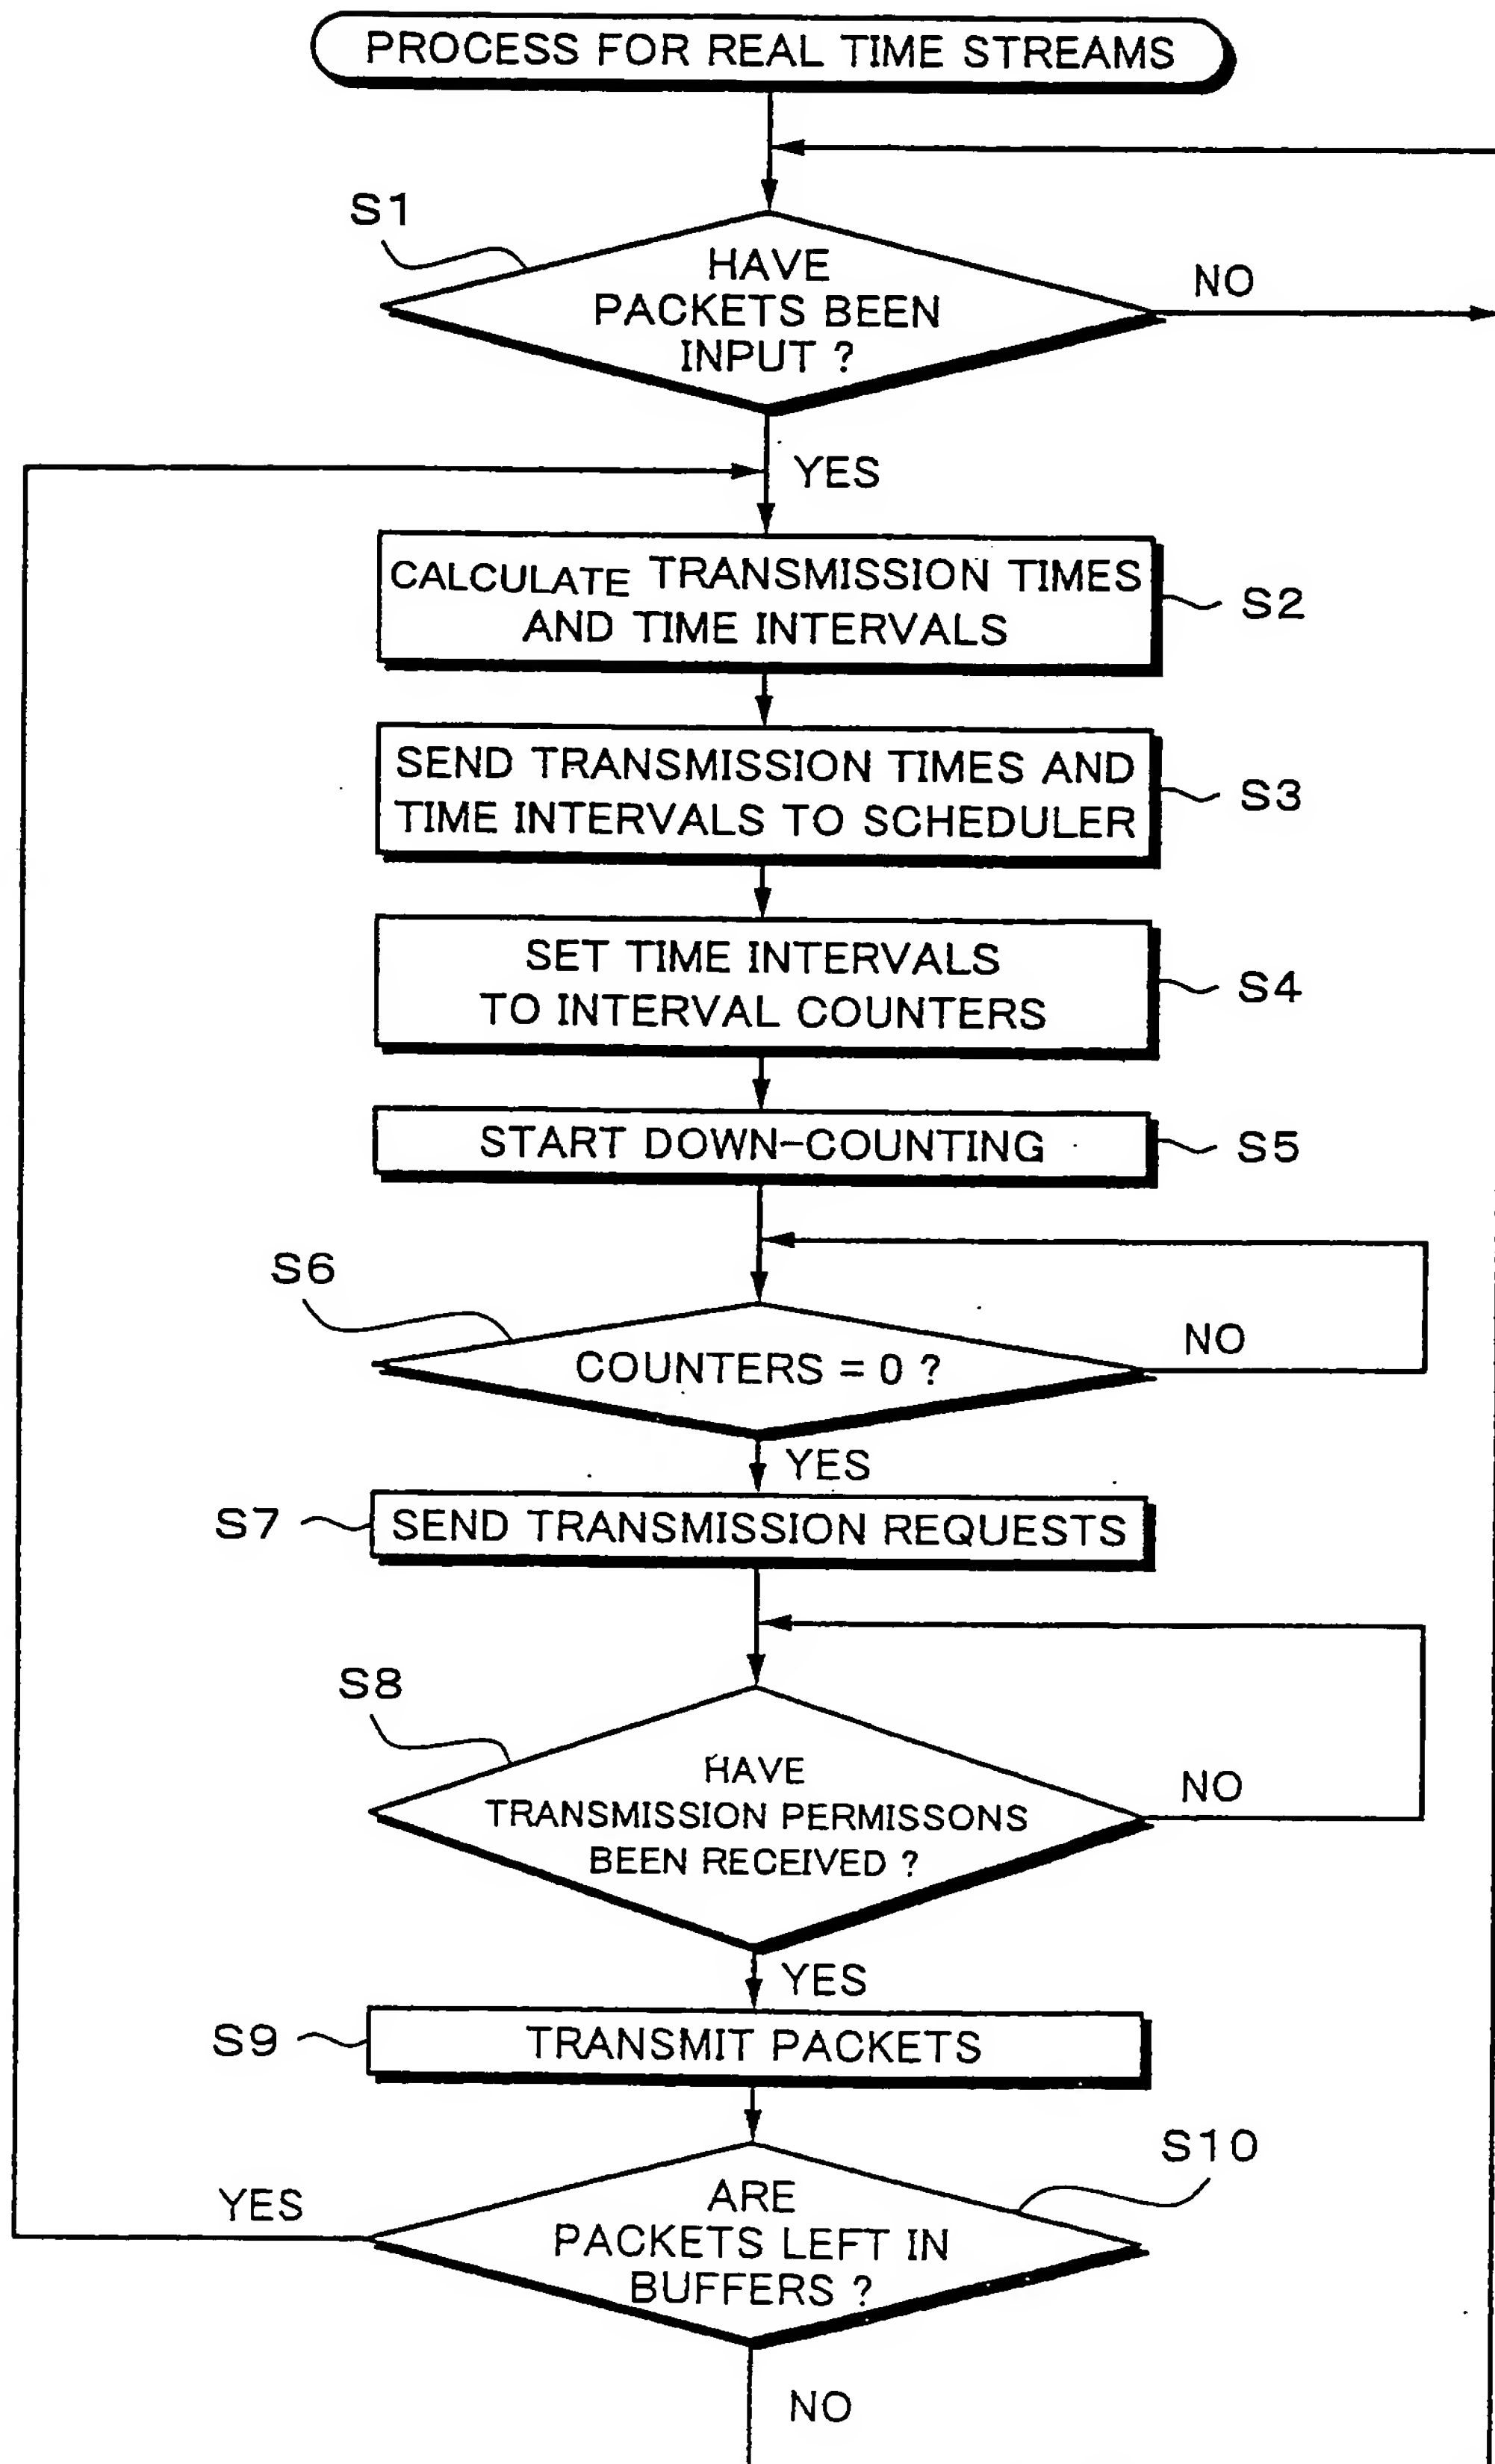 PROCESS FOR REAL TIME STREAMS
S1
HAVE
PACKETS BEEN
INPUT ?
NO
YES
CALCULATE TRANSMISSION TIMES
AND TIME INTERVALS
S2
SEND TRANSMISSION TIMES AND
TIME INTERVALS TO SCHEDULER
S3
SET TIME INTERVALS
TO INTERVAL COUNTERS
S4
START DOWN-COUNTING
S5
S6
COUNTERS = 0 ?
NO
YES
S7
SEND TRANSMISSION REQUESTS
S8
HAVE
TRANSMISSION PERMISSONS
BEEN RECEIVED ?
NO
YES
S9
TRANSMIT PACKETS
S10
ARE
PACKETS LEFT IN
BUFFERS ?
YES
NO